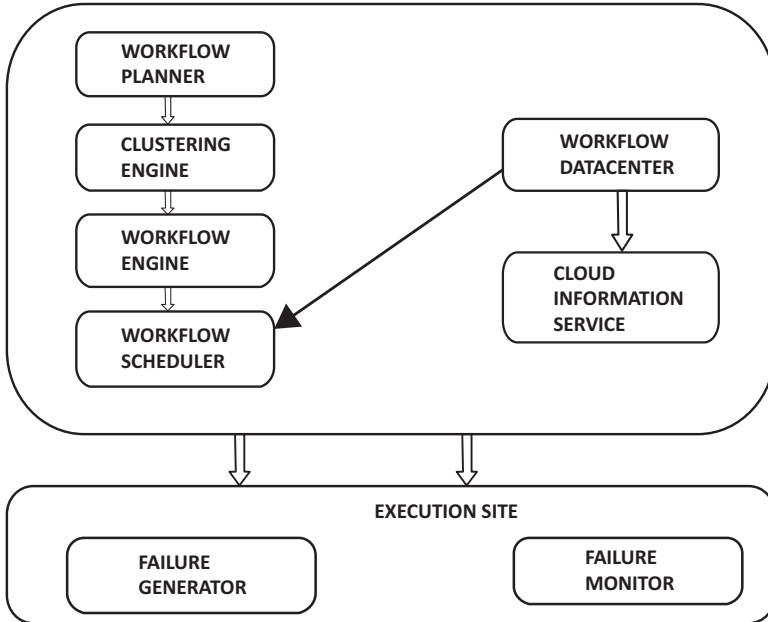 WORKFLOW
PLANNER
CLUSTERING
ENGINE
WORKFLOW
ENGINE
WORKFLOW
SCHEDULER
WORKFLOW
DATACENTER
CLOUD
INFORMATION
SERVICE
EXECUTION SITE
FAILURE
GENERATOR
FAILURE
MONITOR